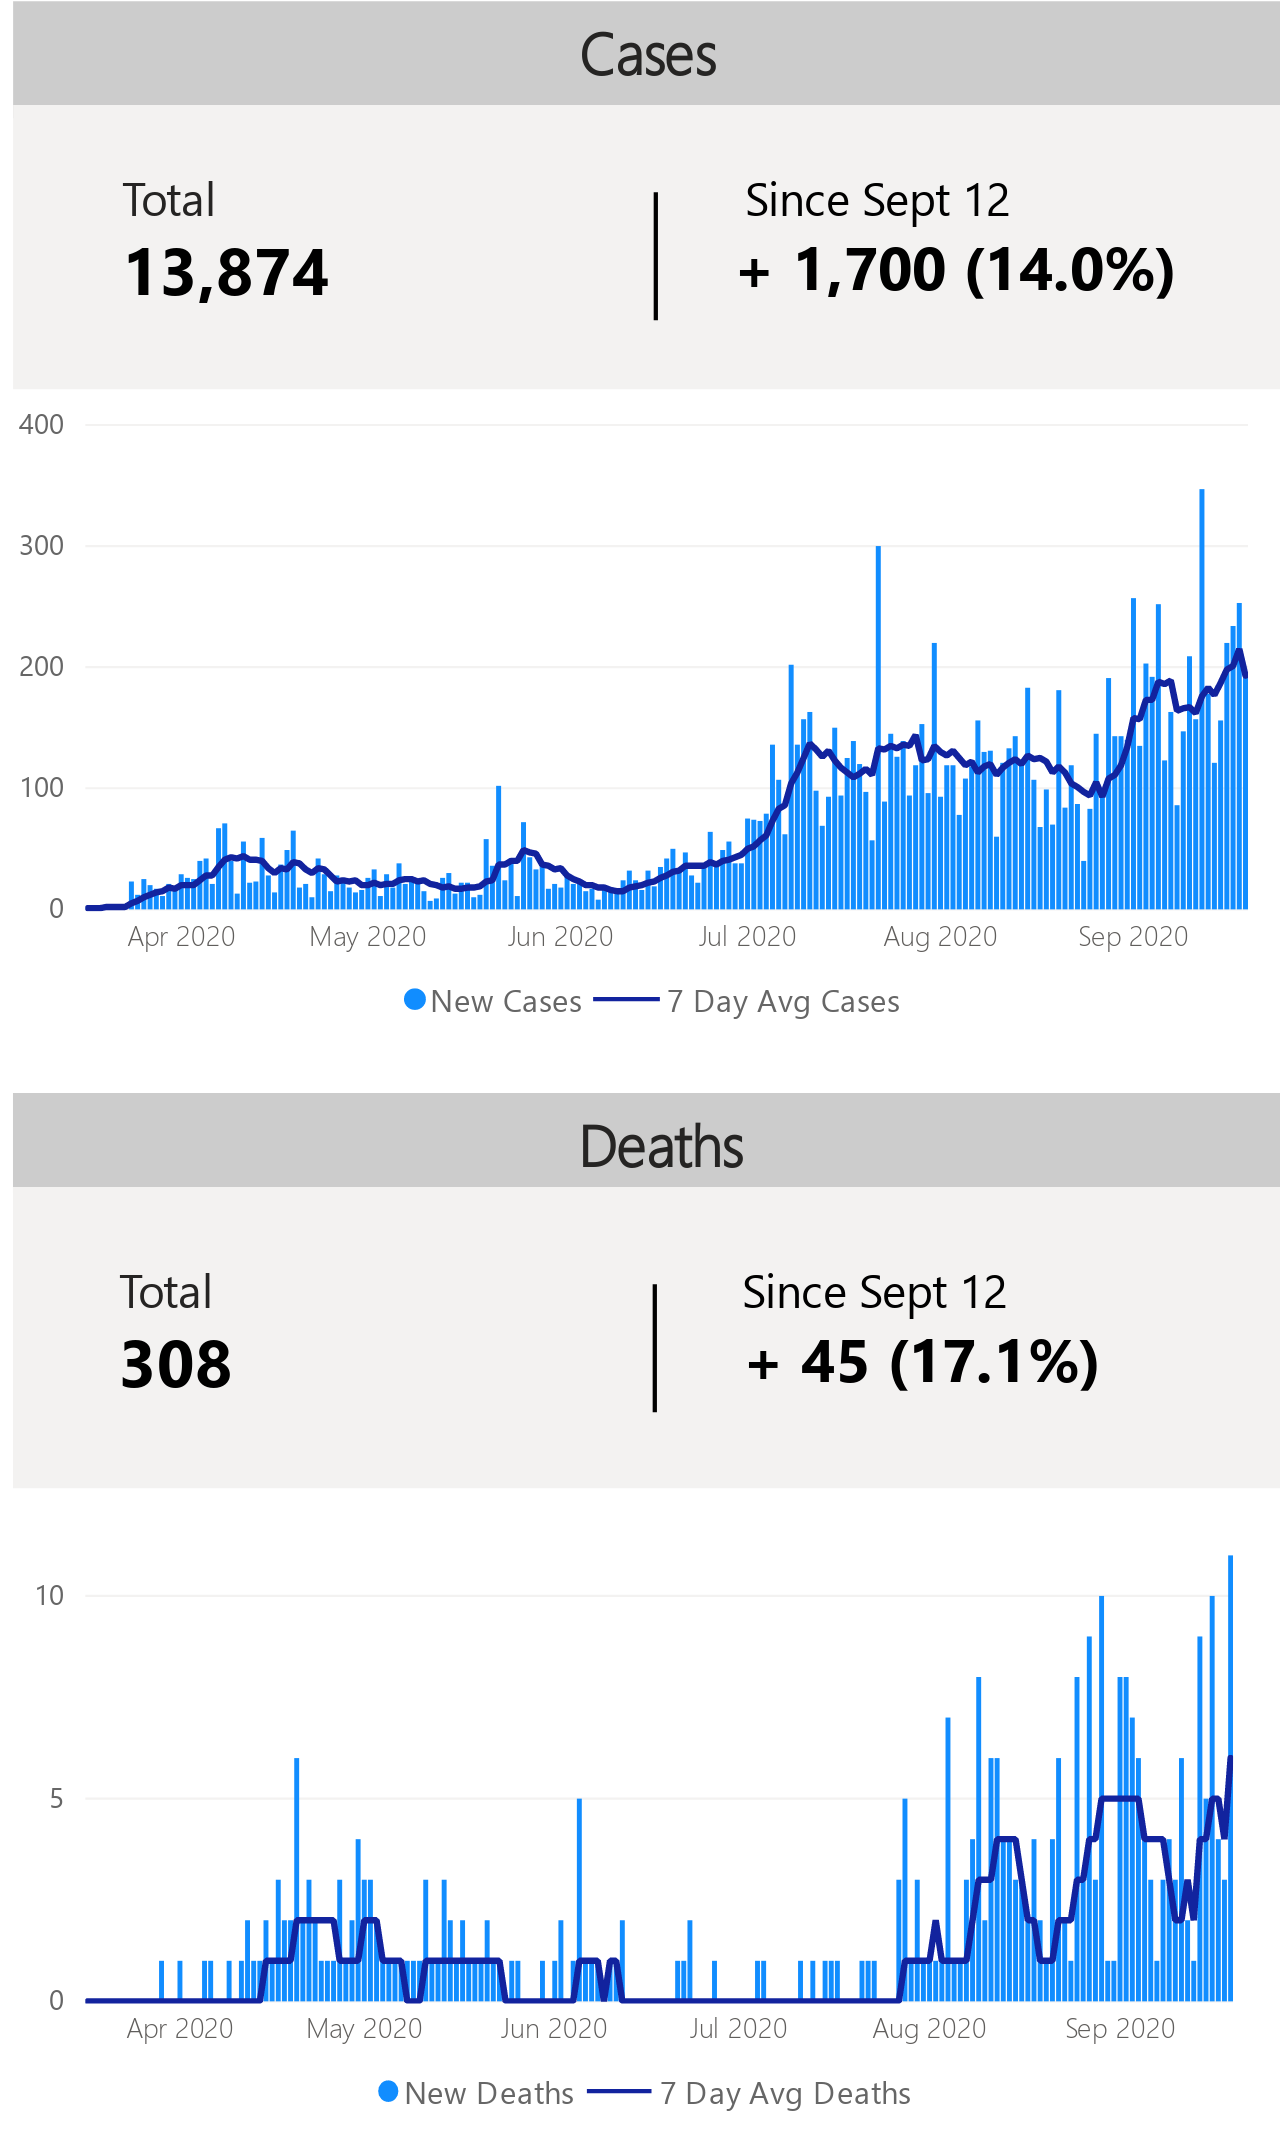 Cases
Total
Since Sept 12
13,874
+ 1,700 (14.0%)
400
300
200
100
0
Apr 2020 May 2020 Jun 2020 Jul 2020 Aug 2020 Sep 2020
New Cases 7 Day Avg Cases
Deaths
Total
Since Sept 12
308
+ 45 (17.1%)
10
5
0
Apr 2020 May 2020 Jun 2020 Jul 2020 Aug 2020 Sep 2020
New Deaths 7 Day Avg Deaths